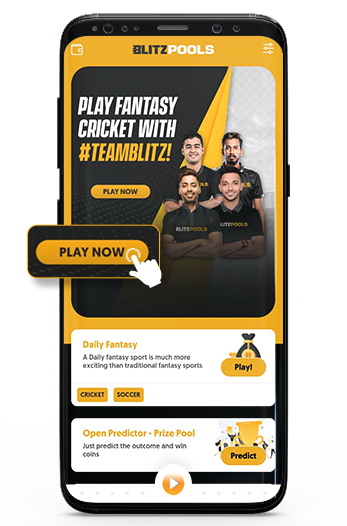 BLITZPOOLS
PLAY FANTASY
CRICKET WITH
#TEAMBLITZ!
PLAY NOW
BLITZPOOLS
BLITZPOOLS
PLAY NOW
Daily Fantasy
A Daily fantasy sport is much more
exciting than traditional fantasy sports
Play!
CRICKET
SOCCER
Open Predictor - Prize Pool
Just predict the outcome and win
coins
Predict